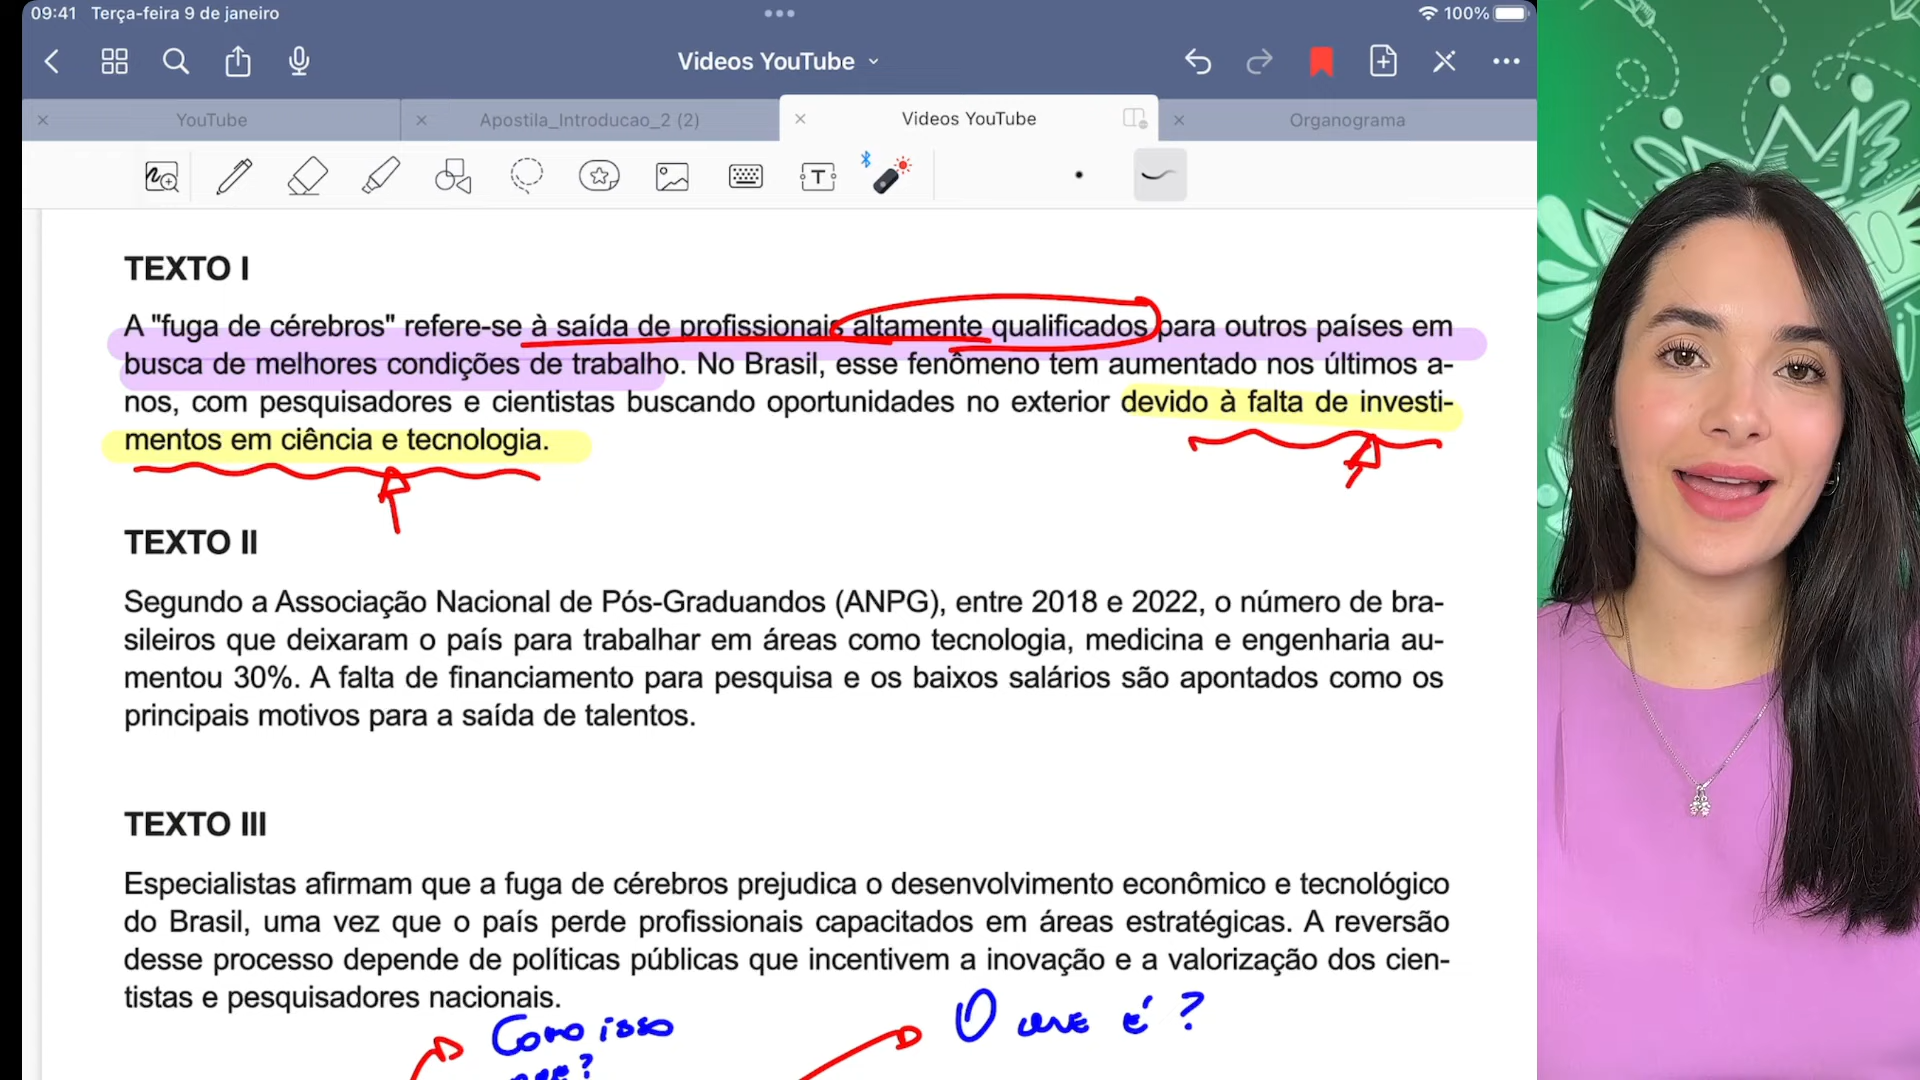 09:41 Terça-feira 9 de janeiro
100%
Videos YouTube
YouTube
Apostila_Introducao_2 (2)
Videos YouTube
Organograma
T
TEXTO I
A "fuga de cérebros" refere-se à saída de profissionais altamente qualificados para outros países em
busca de melhores condições de trabalho. No Brasil, esse fenômeno tem aumentado nos últimos a-
nos, com pesquisadores e cientistas buscando oportunidades no exterior devido à falta de investi-
mentos em ciência e tecnologia.
TEXTO II
Segundo a Associação Nacional de Pós-Graduandos (ANPG), entre 2018 e 2022, o número de bra-
sileiros que deixaram o país para trabalhar em áreas como tecnologia, medicina e engenharia au-
mentou 30%. A falta de financiamento para pesquisa e os baixos salários são apontados como os
principais motivos para a saída de talentos.
TEXTO III
Especialistas afirmam que a fuga de cérebros prejudica o desenvolvimento econômico e tecnológico
do Brasil, uma vez que o país perde profissionais capacitados em áreas estratégicas. A reversão
desse processo depende de políticas públicas que incentivem a inovação e a valorização dos cien-
tistas e pesquisadores nacionais.
Como isso
O que é?